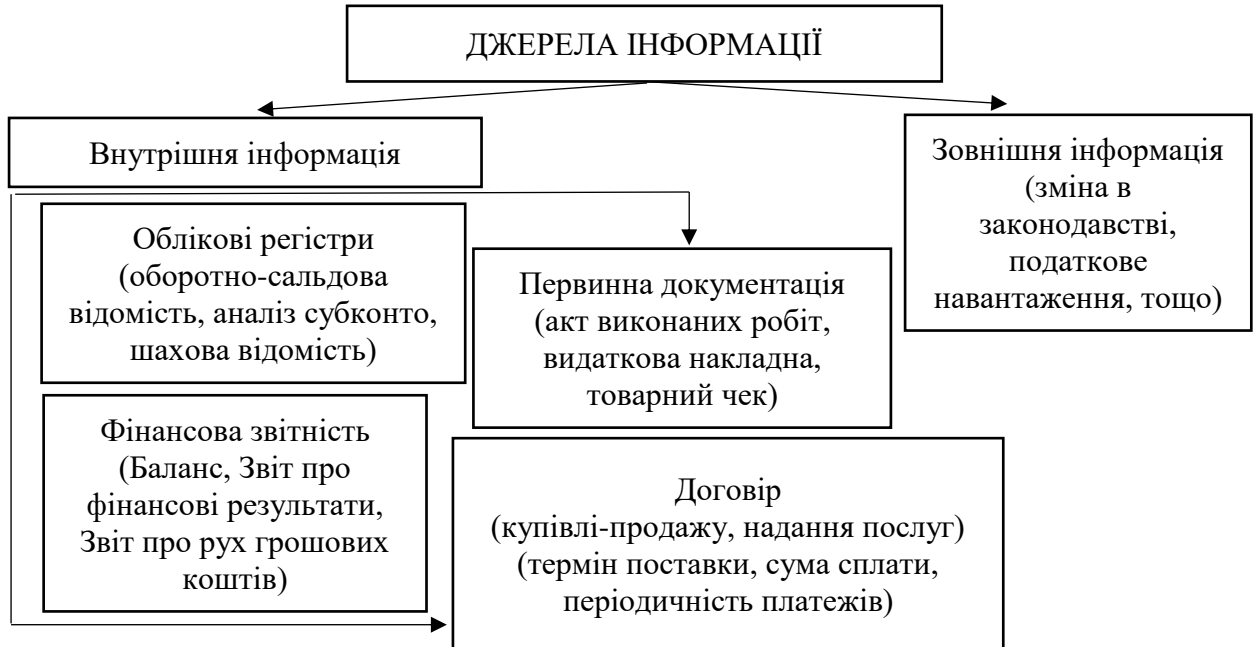 ДЖЕРЕЛА ІНФОРМАЦІЇ
Внутрішня інформація
Зовнішня інформація
(зміна в
законодавстві,
податкове
навантаження, тощо)
Облікові регістри
(оборотно-сальдова
відомість, аналіз субконто,
шахова відомість)
Первинна документація
(акт виконаних робіт,
видаткова накладна,
товарний чек)
Фінансова звітність
(Баланс, Звіт про
фінансові результати,
Звіт про рух грошових
коштів)
Договір
(купівлі-продажу, надання послуг)
(термін поставки, сума сплати,
періодичність платежів)